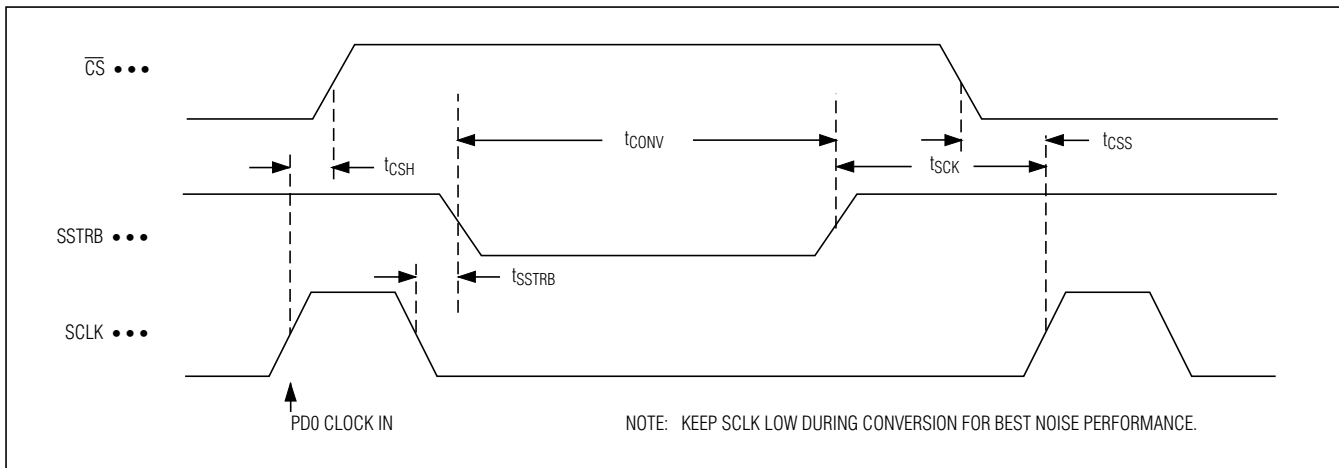 CS •••
tCONV
tCSS
tCSH
tSCK
SSTRB •••
tSSTRB
SCLK •••
PD0 CLOCK IN
NOTE: KEEP SCLK LOW DURING CONVERSION FOR BEST NOISE PERFORMANCE.